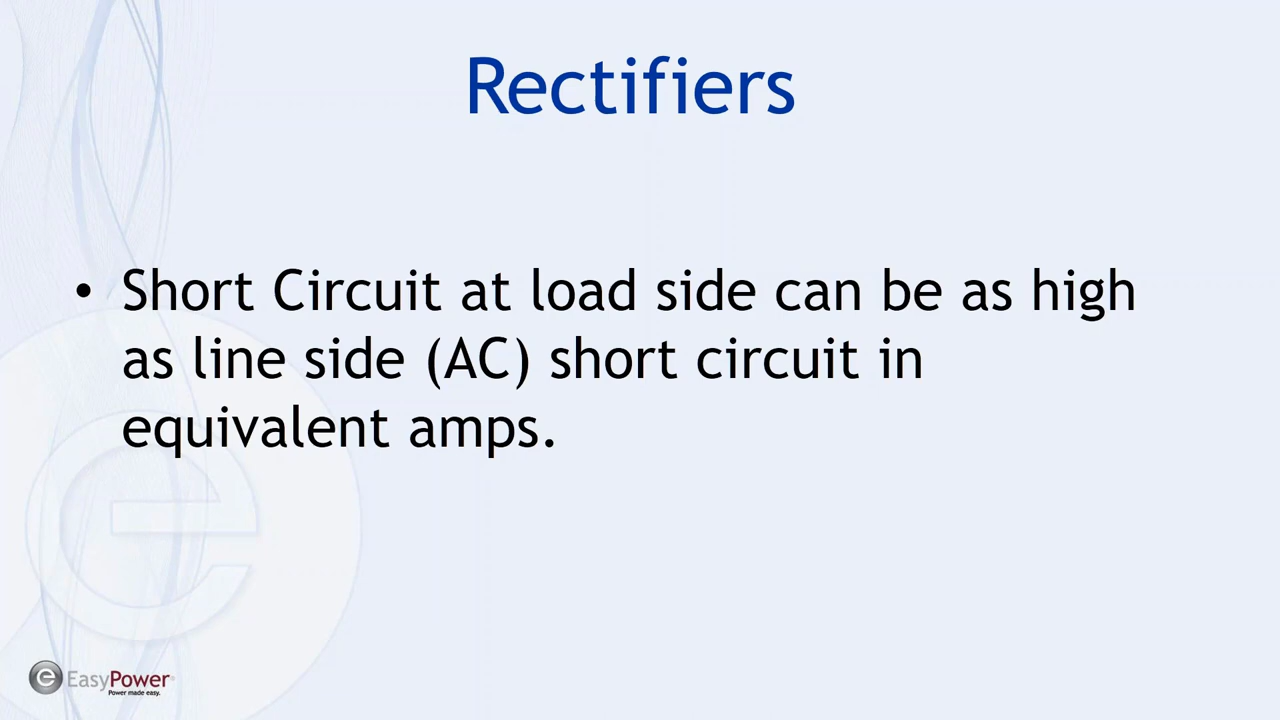 Rectifiers
• Short Circuit at load side can be as high
as line side (AC) short circuit in
equivalent amps.
EasyPower
Power made easy.